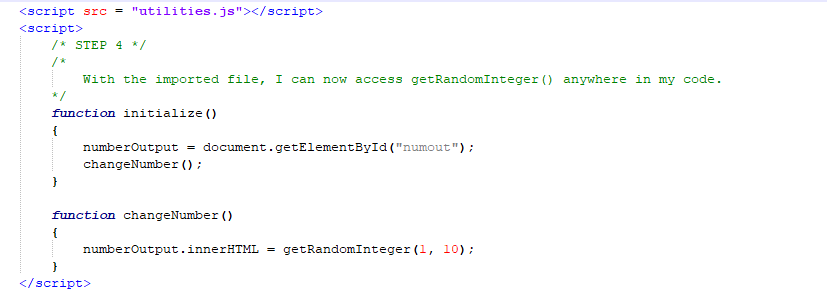 <script src = "utilities.js"></script>
<script>
/* STEP 4 */
/*
With the imported file, I can now access getRandomInteger() anywhere in my code.
*/
function initialize()
{
numberOutput = document.getElementById("numout");
changeNumber();
}
function changeNumber()
{
numberOutput.innerHTML = getRandomInteger(1, 10);
}
</script>